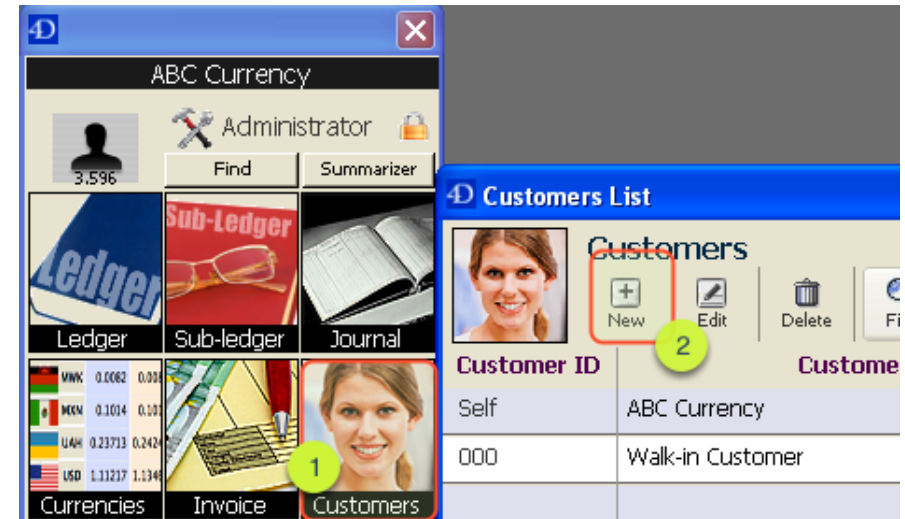 4D
ABC Currency
Administrator
3.596
Find
Summarizer
Ledger
Sub-Ledger
Ledger
Sub-ledger
Journal
MWK 0.0082
MXN 0.1014
UAH 0.23713 0.2424
USD 1.11217
1
Currencies
Invoice
Customers
4D Customers List
Customers
New
Edit
Delete
2
Customer ID
Self
ABC Currency
000
Walk-in Customer